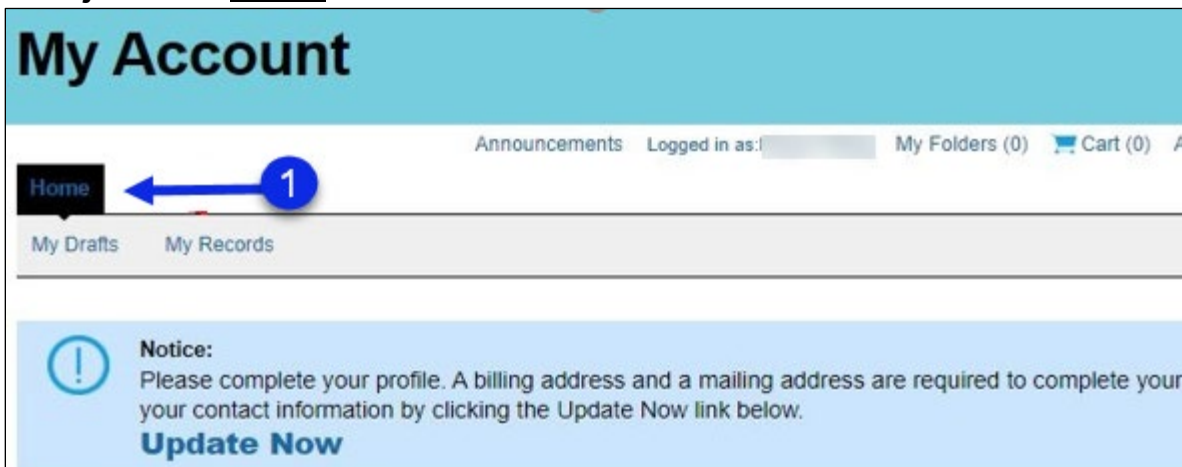 My Account
Announcements Logged in as: My Folders (0) Cart (0) A
Home 1
My Drafts My Records
Notice:
Please complete your profile. A billing address and a mailing address are required to complete your
your contact information by clicking the Update Now link below.
Update Now